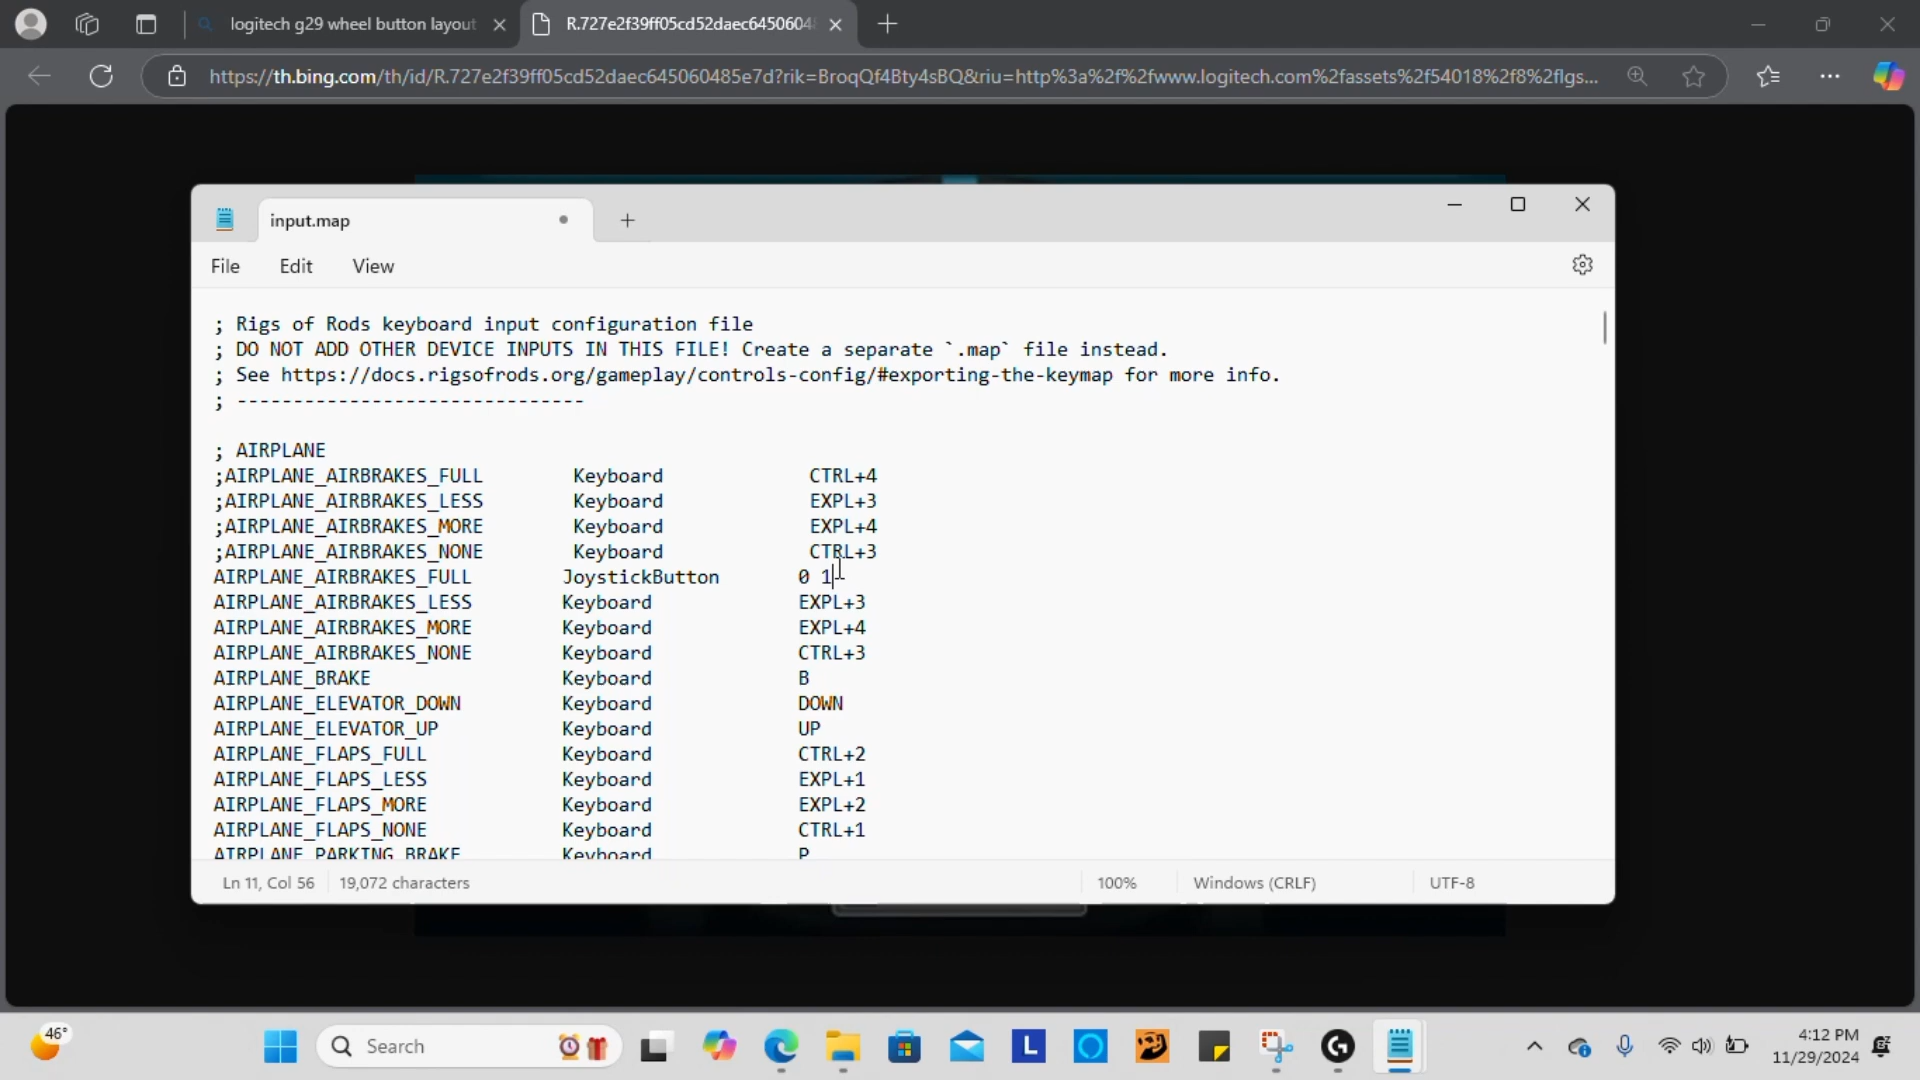 logitech g29 wheel button layout
R.727e2f39ff05cd52daec64506048
https://th.bing.com/th/id/R.727e2f39ff05cd52daec645060485e7d?rik=BroqQf4Bty4sBQ&riu=http%3a%2f%2fwww.logitech.com%2fassets%2f54018%2f8%2flgs...
input.map
File Edit View
; Rigs of Rods keyboard input configuration file
; DO NOT ADD OTHER DEVICE INPUTS IN THIS FILE! Create a separate `.map` file instead.
; See https://docs.rigsofrods.org/gameplay/controls-config/#exporting-the-keymap for more info.
; -------------------------------
; AIRPLANE
;AIRPLANE_AIRBRAKES_FULL Keyboard CTRL+4
;AIRPLANE_AIRBRAKES_LESS Keyboard EXPL+3
;AIRPLANE_AIRBRAKES_MORE Keyboard EXPL+4
;AIRPLANE_AIRBRAKES_NONE Keyboard CTRL+3
AIRPLANE_AIRBRAKES_FULL JoystickButton 0 1
AIRPLANE_AIRBRAKES_LESS Keyboard EXPL+3
AIRPLANE_AIRBRAKES_MORE Keyboard EXPL+4
AIRPLANE_AIRBRAKES_NONE Keyboard CTRL+3
AIRPLANE_BRAKE Keyboard B
AIRPLANE_ELEVATOR_DOWN Keyboard DOWN
AIRPLANE_ELEVATOR_UP Keyboard UP
AIRPLANE_FLAPS_FULL Keyboard CTRL+2
AIRPLANE_FLAPS_LESS Keyboard EXPL+1
AIRPLANE_FLAPS_MORE Keyboard EXPL+2
AIRPLANE_FLAPS_NONE Keyboard CTRL+1
AIRPLANE_PARKING_BRAKE Keyboard P
Ln 11, Col 56 19,072 characters 100% Windows (CRLF) UTF-8
46°
Search
L
4:12 PM
11/29/2024